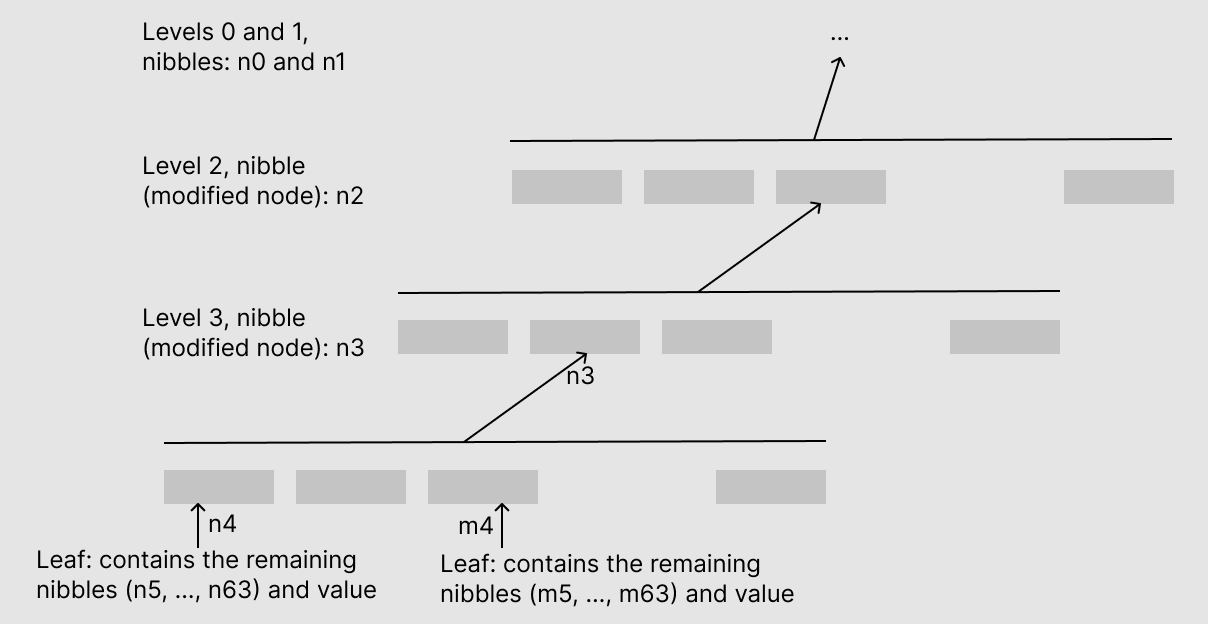 Levels 0 and 1,
nibbles: n0 and n1
...
Level 2, nibble
(modified node): n2
Level 3, nibble
(modified node): n3
n3
n4
m4
Leaf: contains the remaining
nibbles (n5, ..., n63) and value
Leaf: contains the remaining
nibbles (m5, ..., m63) and value